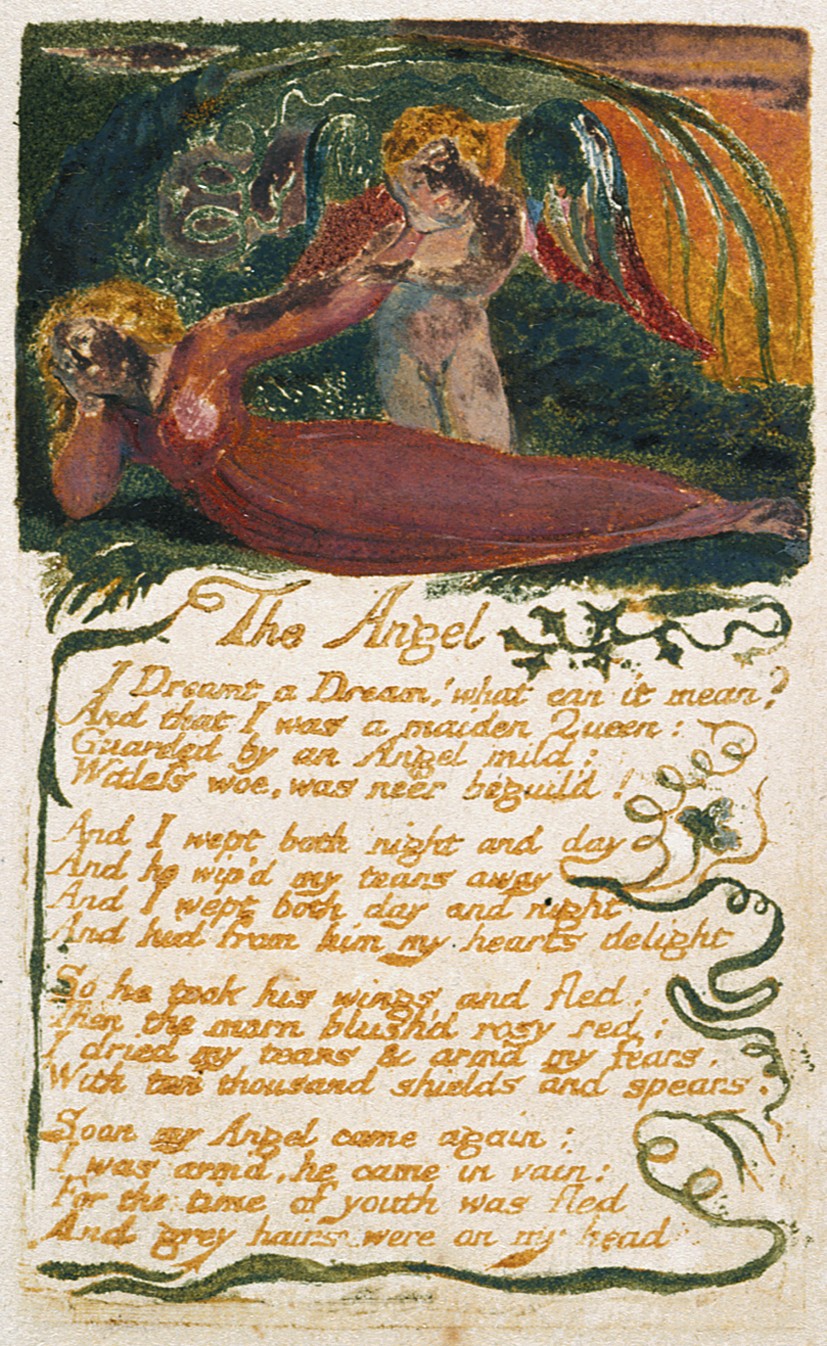 The Angel
I Dreamt a Dream! what can it mean?
And that I was a maiden Queen:
Guarded by an Angel mild:
Witless woe, was neer beguil'd!
And I wept both night and day
And he wip'd my tears away
And I wept both day and night
And hid from him my hearts delight
So he took his wings and fled:
Then the morn blush'd rosy red:
I dried my tears & arm'd my fears,
With ten thousand shields and spears.
Soon my Angel came again:
I was arm'd, he came in vain:
For the time of youth was fled
And grey hairs were on my head